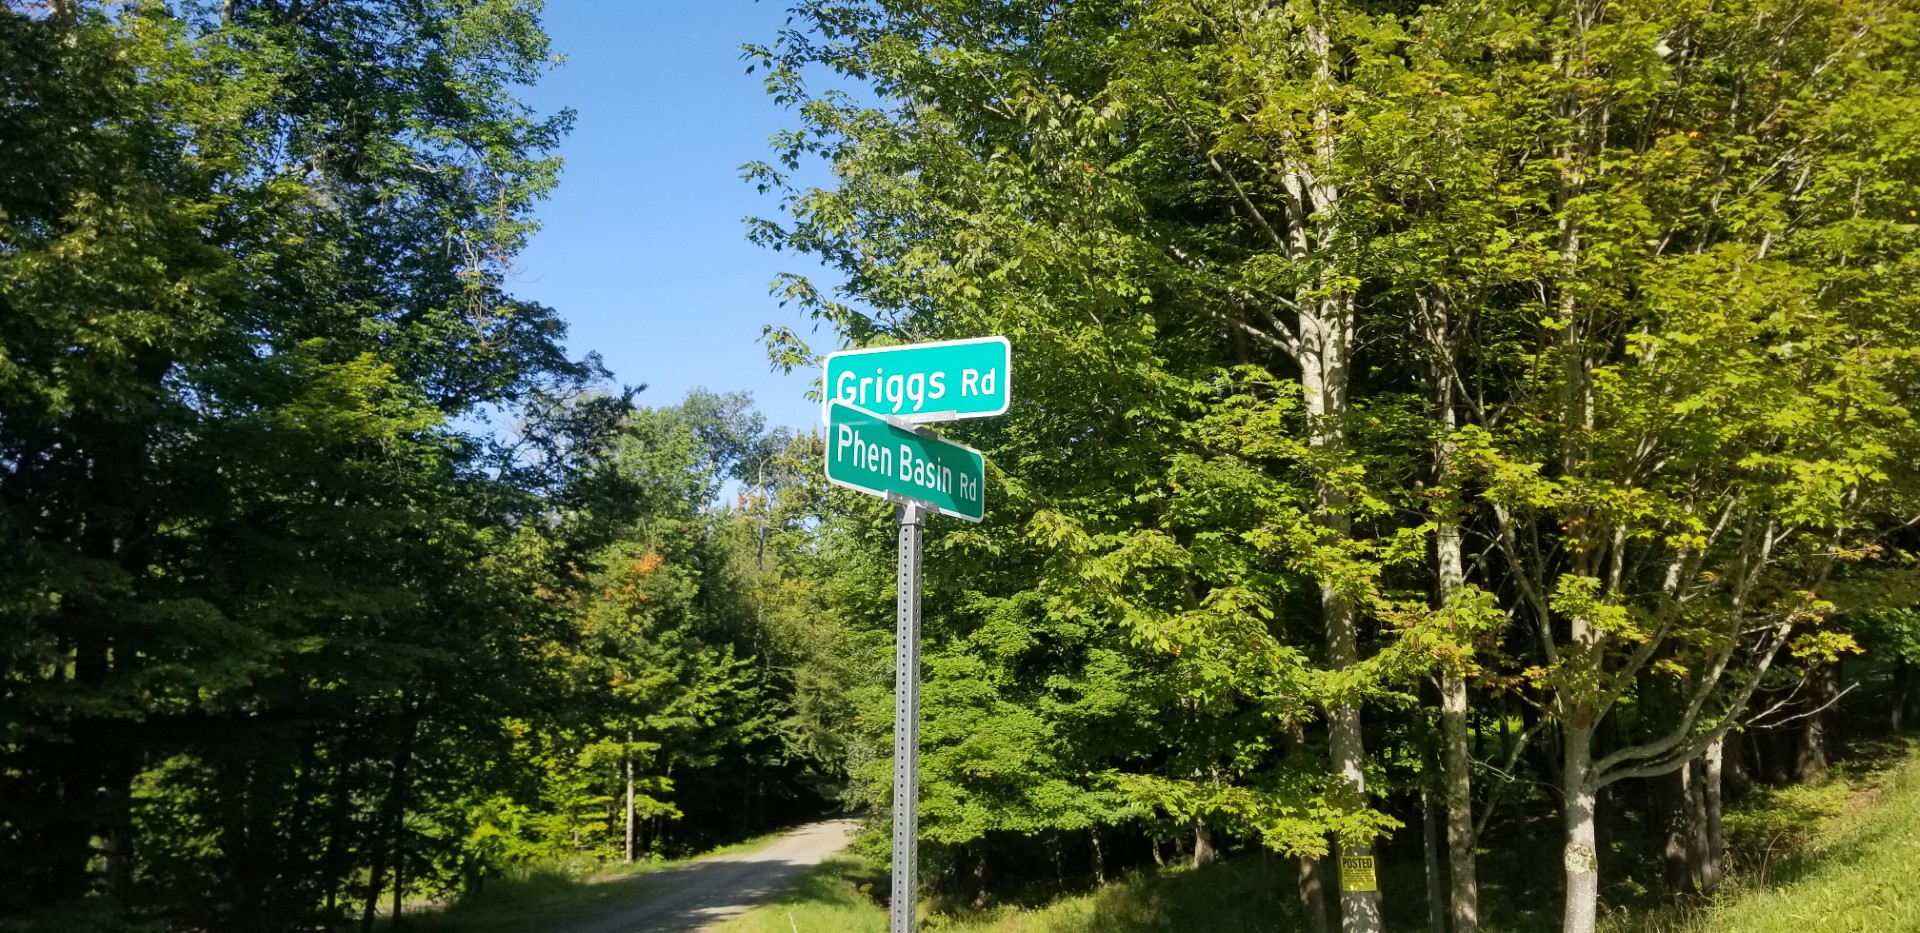 Griggs Rd
Phen Basin Rd
POSTED